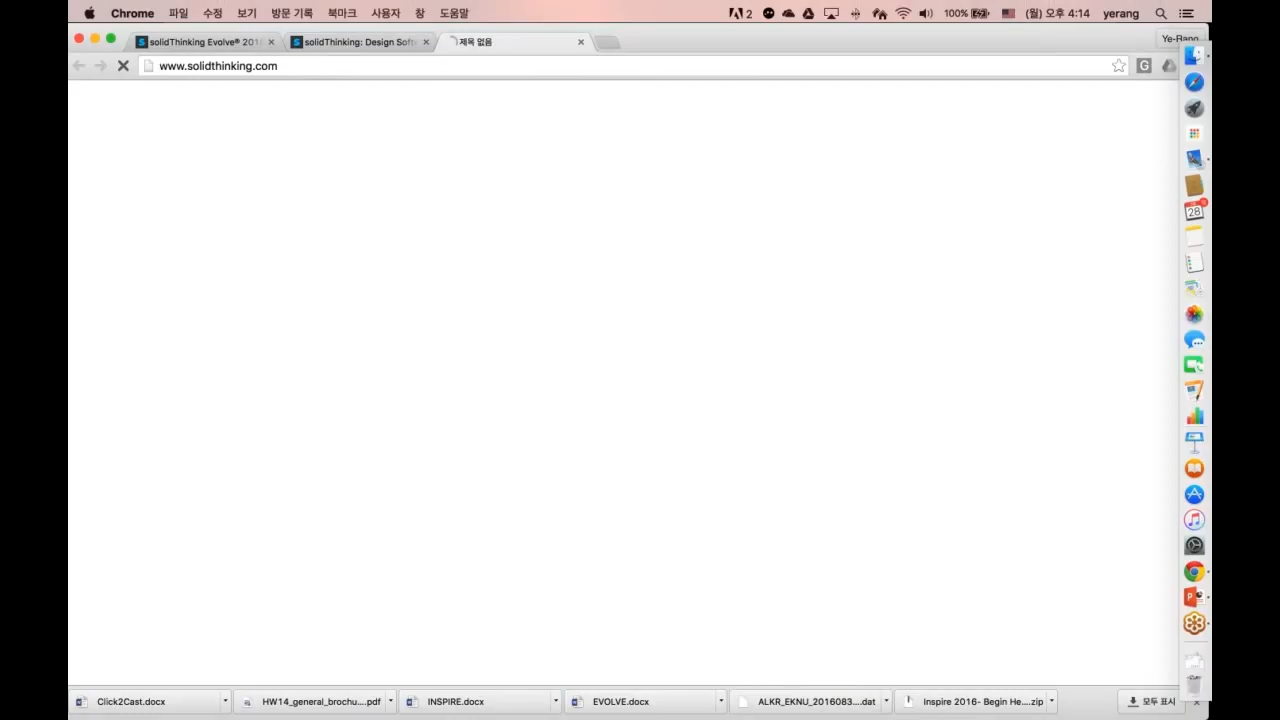 Chrome 파일 수정 보기 방문 기록 북마크 사용자 창 도움말 2 100% (월) 오후 4:14 yerang
solidThinking Evolve® 201 solidThinking: Design Softw 제목 없음 Ye-Rang
www.solidthinking.com G
28
Click2Cast.docx HW14_general_brochu....pdf INSPIRE.docx EVOLVE.docx ALKR_EKNU_2016083....dat Inspire 2016- Begin He....zip 모두 표시